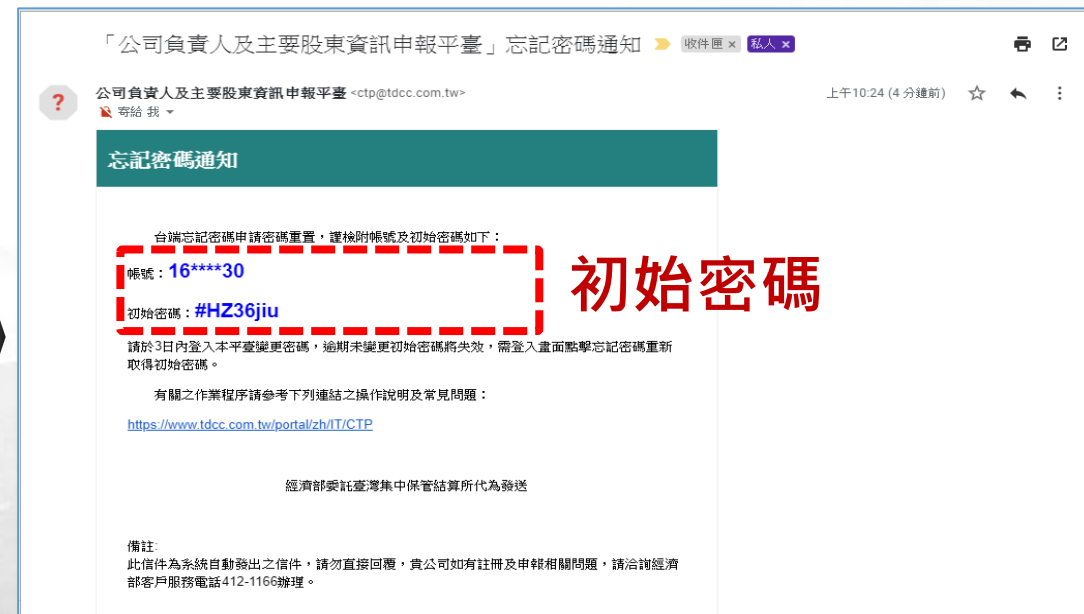 「公司負責人及主要股東資訊申報平臺」忘記密碼通知 收件匣 × 私人 ×
公司負責人及主要股東資訊申報平臺 <ctp@tdcc.com.tw>
上午10:24 (4 分鐘前)
寄給 我
忘記密碼通知
台端忘記密碼申請密碼重置，謹檢附帳號及初始密碼如下：
帳號：16****30
初始密碼：#HZ36jiu
初始密碼
請於3日內登入本平臺變更密碼，逾期未變更初始密碼將失效，需登入畫面點擊忘記密碼重新
取得初始密碼。
有關之作業程序請參考下列連結之操作說明及常見問題：
https://www.tdcc.com.tw/portal/zh/IT/CTP
經濟部委託臺灣集中保管結算所代為發送
備註:
此信件為系統自動發出之信件，請勿直接回覆，貴公司如有註冊及申報相關問題，請洽詢經濟
部客戶服務電話412-1166辦理。